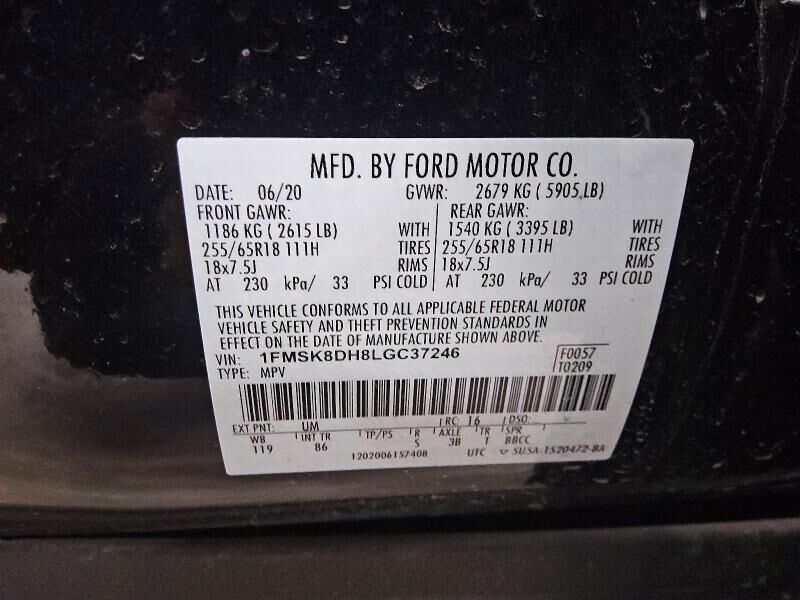 MFD. BY FORD MOTOR CO.
DATE: 06/20 GVWR: 2679 KG ( 5905,LB)
FRONT GAWR: REAR GAWR:
1186 KG ( 2615 LB) WITH 1540 KG ( 3395 LB) WITH
255/65R18 111H TIRES 255/65R18 111H TIRES
18x7.5J RIMS 18x7.5J RIMS
AT 230 kPa/ 33 PSI COLD AT 230 kPa/ 33 PSI COLD
THIS VEHICLE CONFORMS TO ALL APPLICABLE FEDERAL MOTOR
VEHICLE SAFETY AND THEFT PREVENTION STANDARDS IN
EFFECT ON THE DATE OF MANUFACTURE SHOWN ABOVE.
VIN: 1FMSK8DH8LGC37246 F0057
TYPE: MPV T0209
EXT PNT: UM RC: 16 DSO:
WB INT TR TP/PS R AXLE TR SPR
119 86 S 3B T BBCC
1202006157408 UTC SU5A-1520472-BA